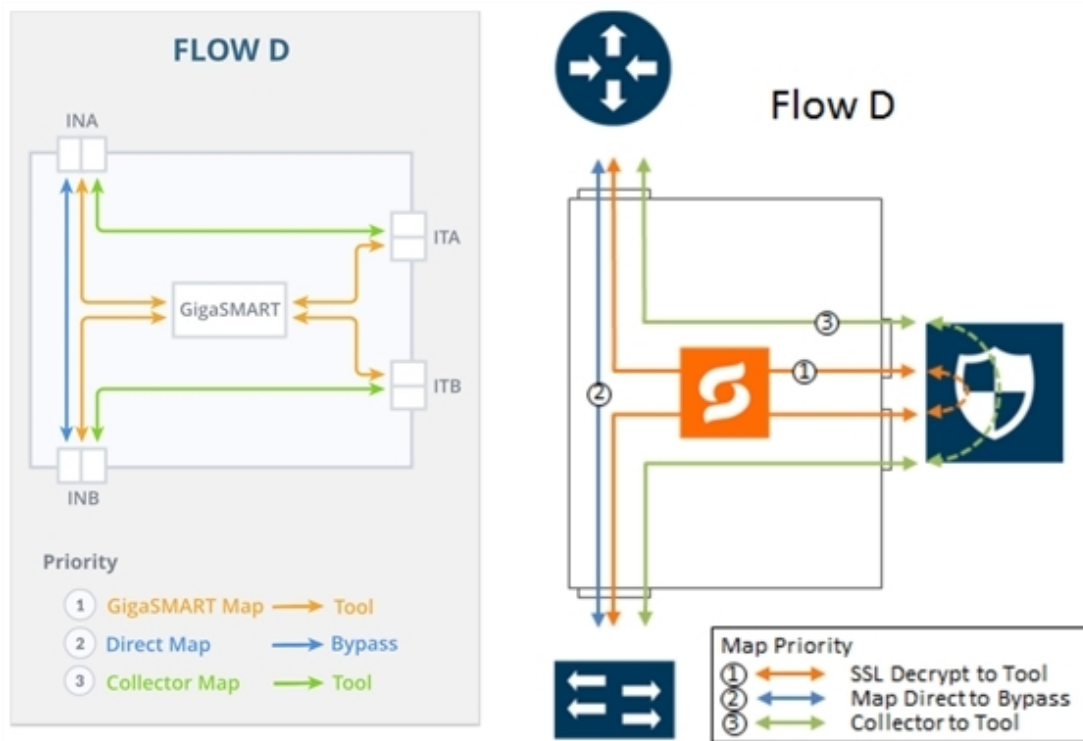 FLOW D
INA
ITA
GigaSMART
ITB
INB
Priority
1 GigaSMART Map Tool
2 Direct Map Bypass
3 Collector Map Tool
Flow D
3
1
2
Map Priority
1 SSL Decrypt to Tool
2 Map Direct to Bypass
3 Collector to Tool